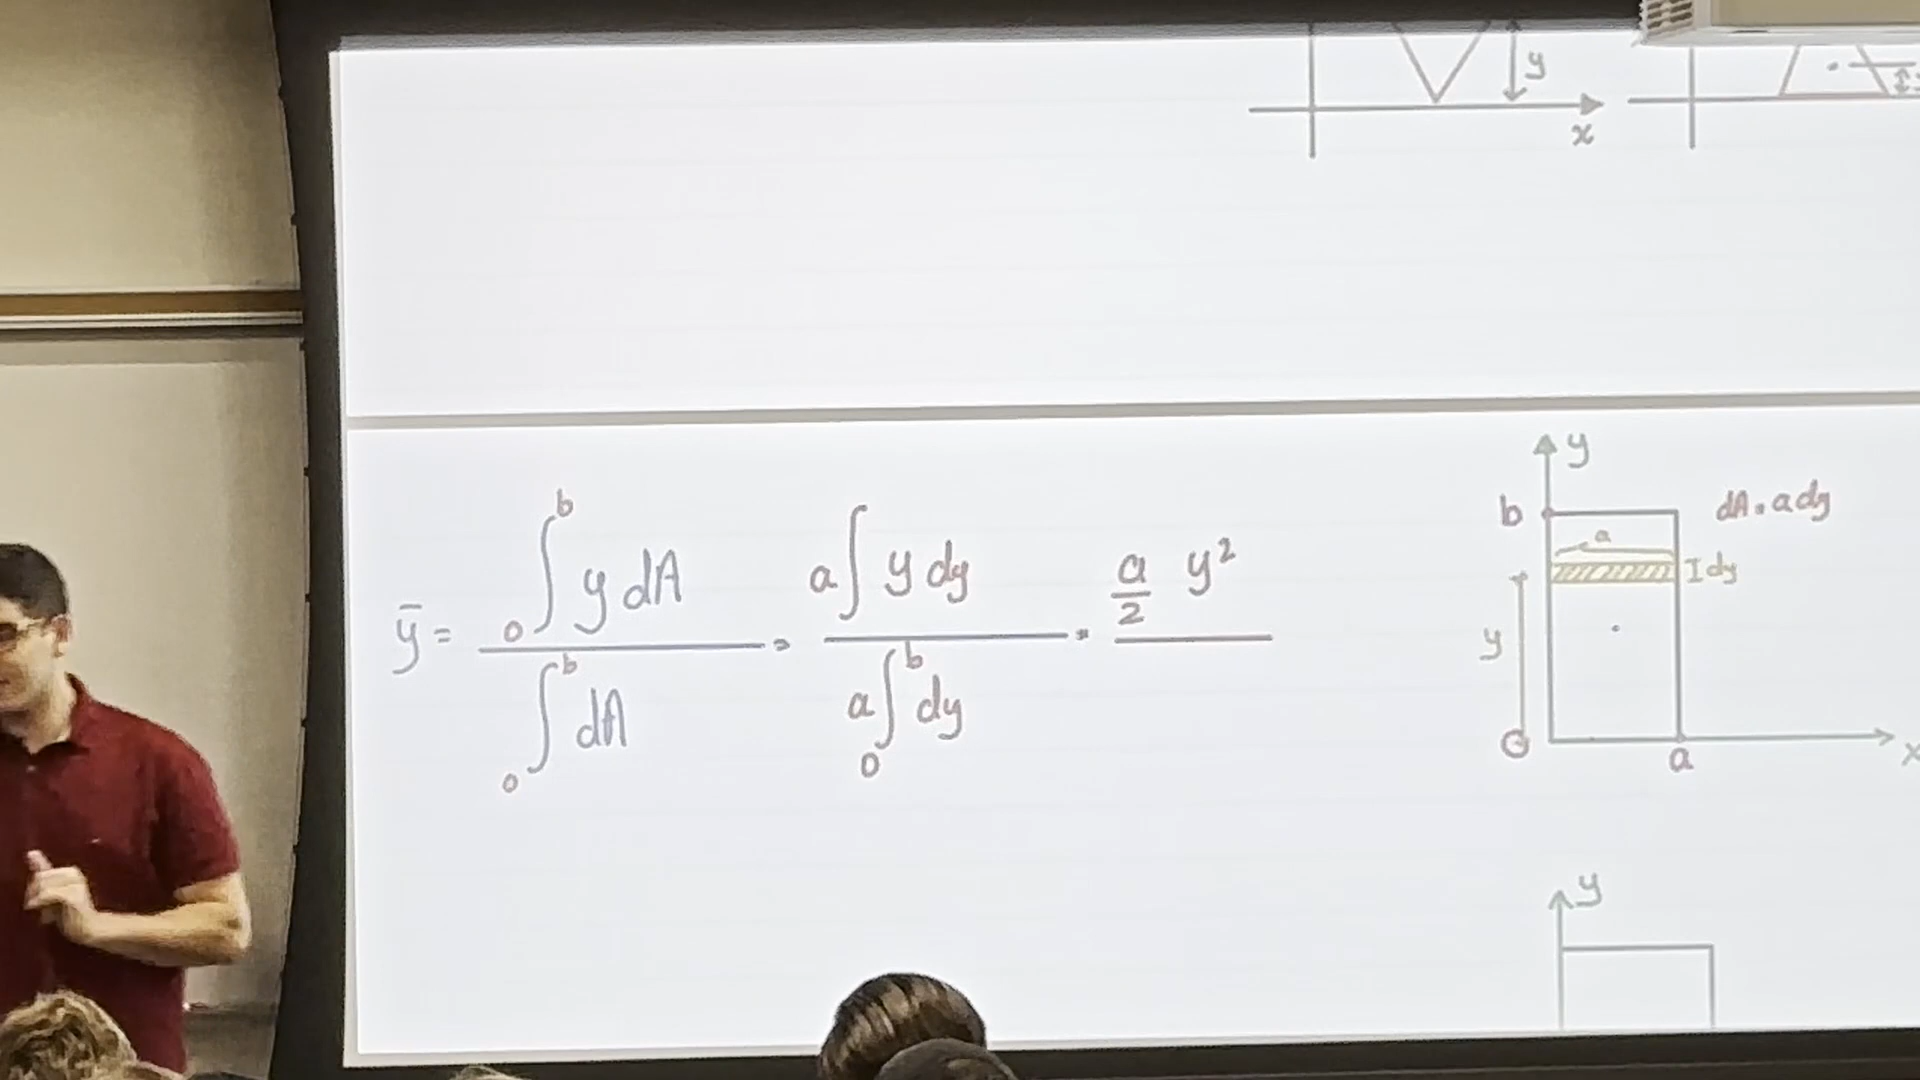 y
x
ȳ = ∫₀ᵇ y dA / ∫₀ᵇ dA = a∫ y dy / a∫₀ᵇ dy = a/2 y²
y
b
dA = a dy
a
dy
y
O
a
x
y